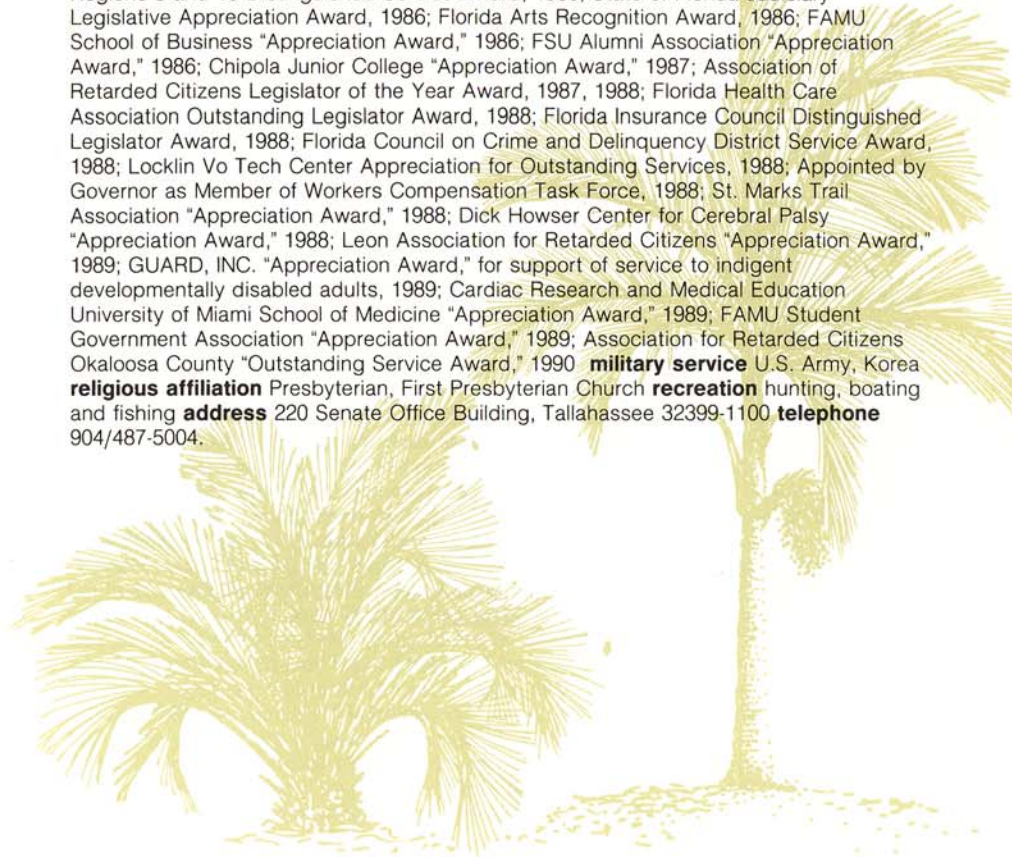 Legislative Appreciation Award, 1986; Florida Arts Recognition Award, 1986; FAMU
School of Business “Appreciation Award,” 1986; FSU Alumni Association “Appreciation
Award,” 1986; Chipola Junior College “Appreciation Award,” 1987; Association of
Retarded Citizens Legislator of the Year Award, 1987, 1988; Florida Health Care
Association Outstanding Legislator Award, 1988; Florida Insurance Council Distinguished
Legislator Award, 1988; Florida Council on Crime and Delinquency District Service Award,
1988; Locklin Vo Tech Center Appreciation for Outstanding Services, 1988; Appointed by
Governor as Member of Workers Compensation Task Force, 1988; St. Marks Trail
Association “Appreciation Award,” 1988; Dick Howser Center for Cerebral Palsy
“Appreciation Award,” 1988; Leon Association for Retarded Citizens “Appreciation Award,”
1989; GUARD, INC. “Appreciation Award,” for support of service to indigent
developmentally disabled adults, 1989; Cardiac Research and Medical Education
University of Miami School of Medicine “Appreciation Award,” 1989; FAMU Student
Government Association “Appreciation Award,” 1989; Association for Retarded Citizens
Okaloosa County “Outstanding Service Award,” 1990 military service U.S. Army, Korea
religious affiliation Presbyterian, First Presbyterian Church recreation hunting, boating
and fishing address 220 Senate Office Building, Tallahassee 32399-1100 telephone
904/487-5004.